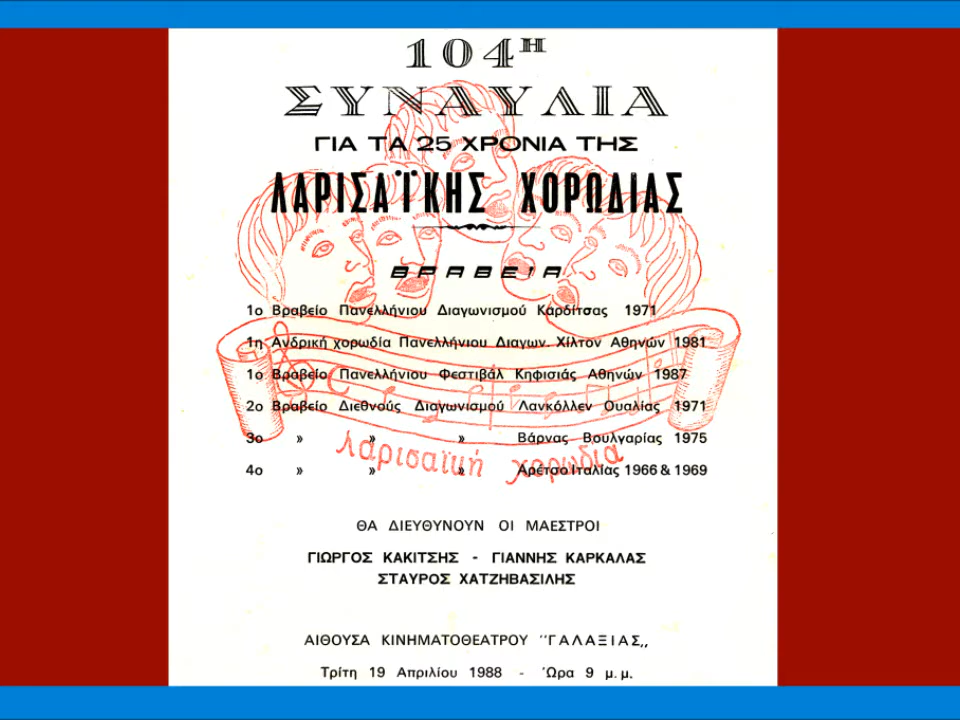 104Η
ΣΥΝΑΥΛΙΑ
ΓΙΑ ΤΑ 25 ΧΡΟΝΙΑ ΤΗΣ
ΛΑΡΙΣΑΪΚΗΣ ΧΟΡΩΔΙΑΣ
ΒΡΑΒΕΊΑ
1ο Βραβείο Πανελλήνιου Διαγωνισμού Καρδίτσας 1971
1η Ανδρική χορωδία Πανελλήνιου Διαγων. Χίλτον Αθηνών 1981
1ο Βραβείο Πανελλήνιου Φεστιβάλ Κηφισιάς Αθηνών 1987
2ο Βραβείο Διεθνούς Διαγωνισμού Λανκόλλεν Ουαλίας 1971
3ο » » » Βάρνας Βουλγαρίας 1975
4ο » » » Αρέτσο Ιταλίας 1966 & 1969
λαρισαϊκή χορωδία
ΘΑ ΔΙΕΥΘΥΝΟΥΝ ΟΙ ΜΑΕΣΤΡΟΙ
ΓΙΩΡΓΟΣ ΚΑΚΙΤΣΗΣ - ΓΙΑΝΝΗΣ ΚΑΡΚΑΛΑΣ
ΣΤΑΥΡΟΣ ΧΑΤΖΗΒΑΣΙΛΗΣ
ΑΙΘΟΥΣΑ ΚΙΝΗΜΑΤΟΘΕΑΤΡΟΥ ''ΓΑΛΑΞΙΑΣ,,
Τρίτη 19 Απριλίου 1988 - Ώρα 9 μ.μ.